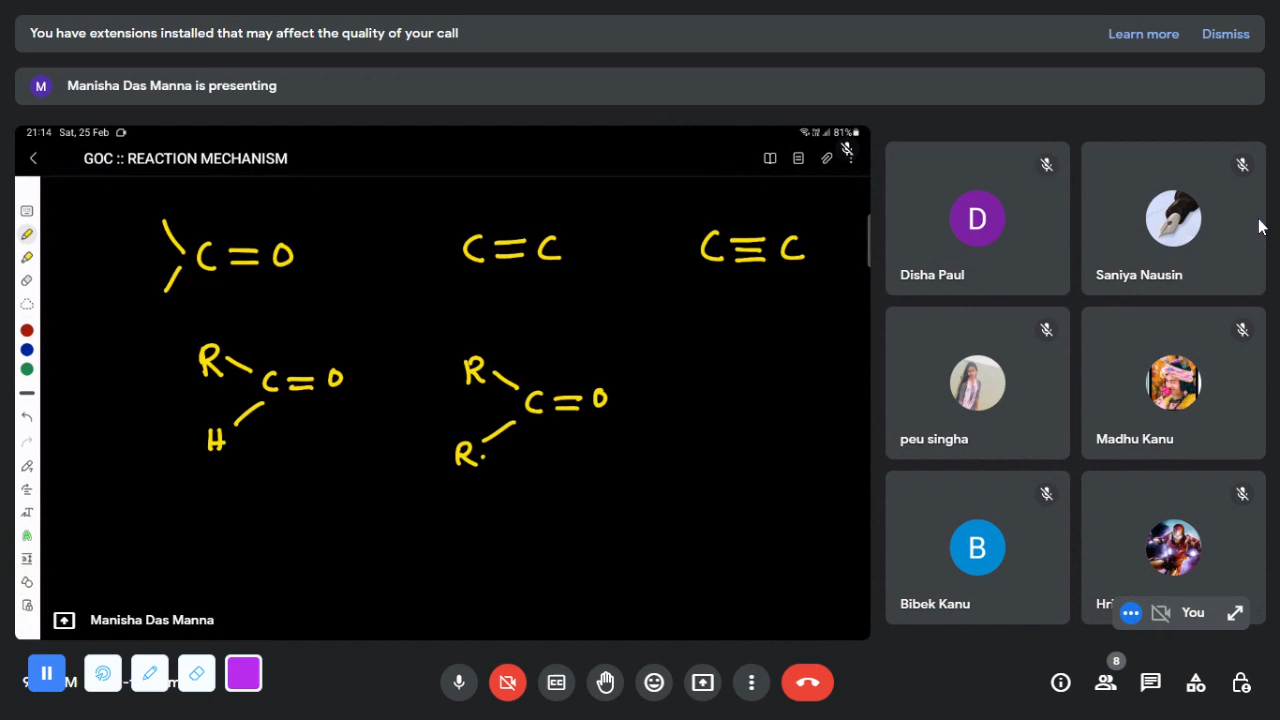 You have extensions installed that may affect the quality of your call
Learn more
Dismiss
M
Manisha Das Manna is presenting
21:14 Sat, 25 Feb
81%
GOC :: REACTION MECHANISM
C = O
C = C
C ≡ C
R
C = O
H
R
C = O
R
Manisha Das Manna
D
Disha Paul
Saniya Nausin
peu singha
Madhu Kanu
B
Bibek Kanu
You
8